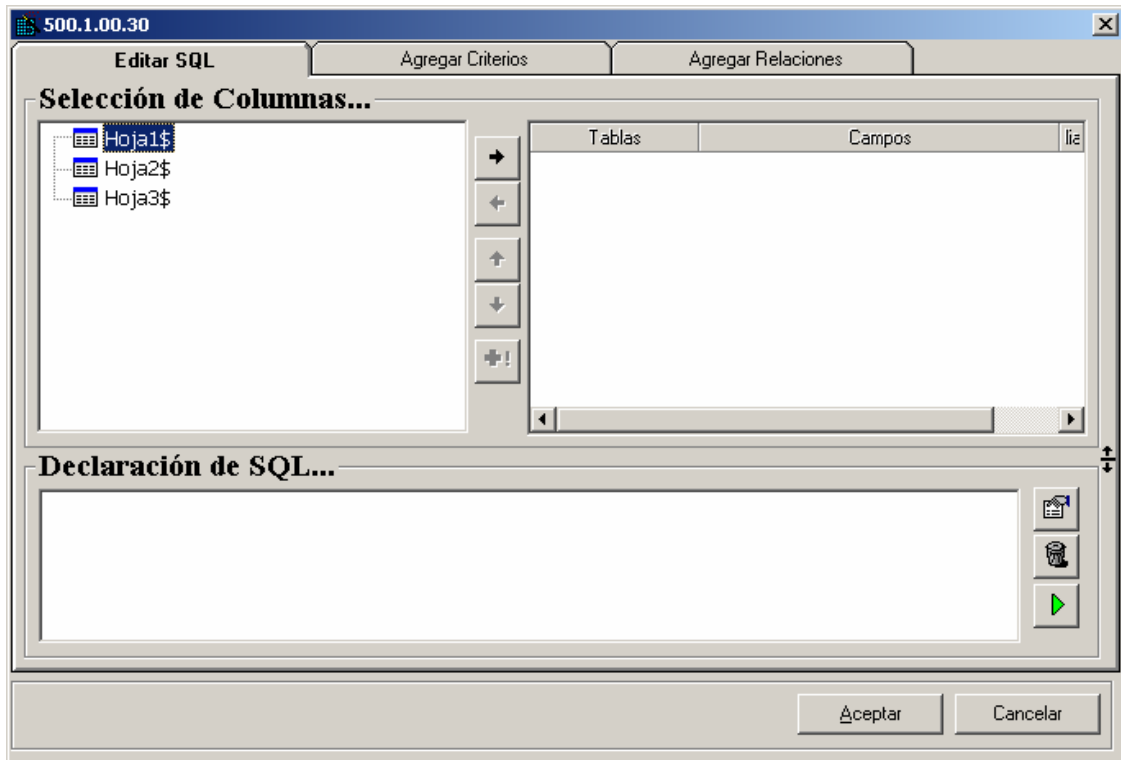 500.1.00.30
Editar SQL Agregar Criterios Agregar Relaciones
Selección de Columnas...
Hoja1$
Hoja2$
Hoja3$
Tablas Campos lia
Declaración de SQL...
Aceptar Cancelar